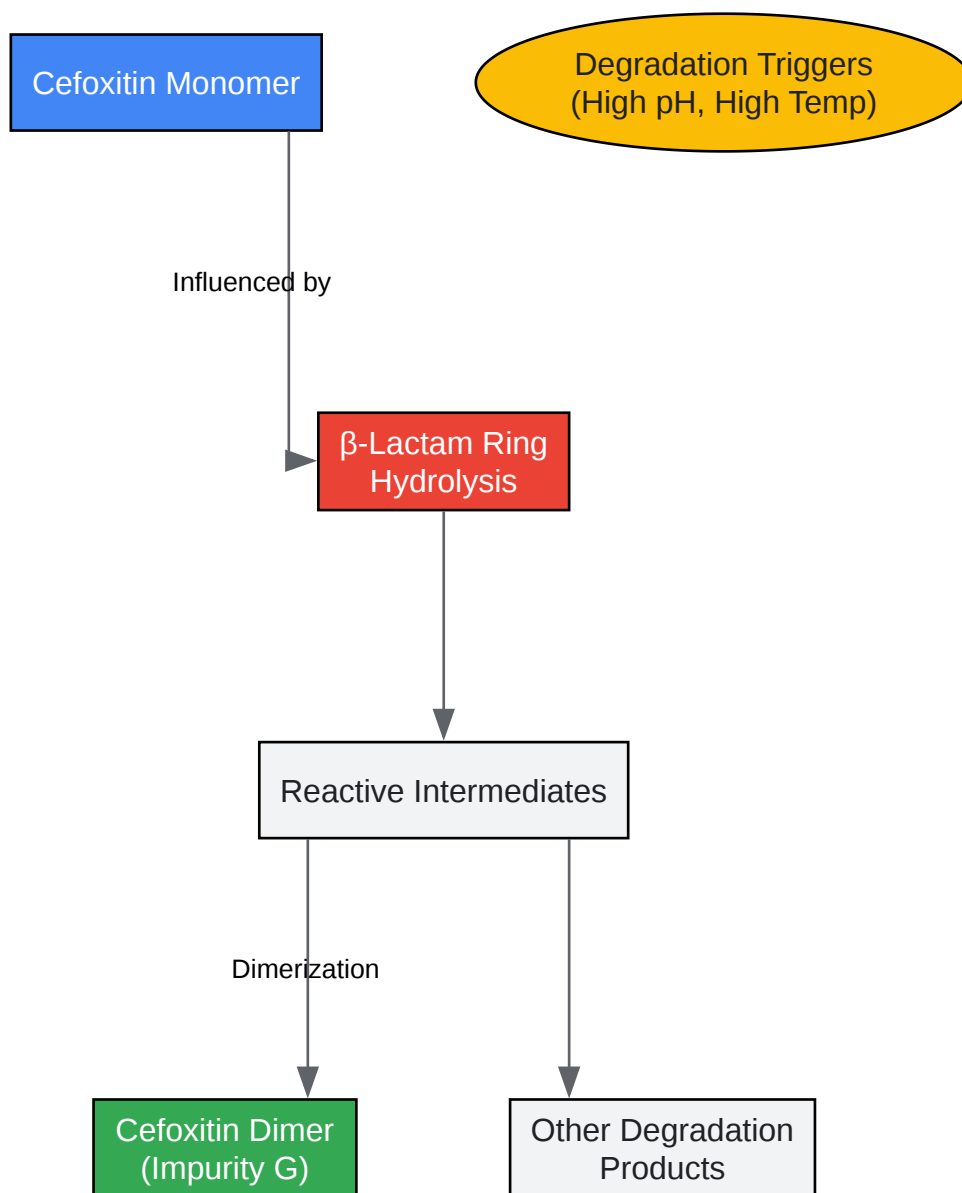 Cefoxitin Monomer
Degradation Triggers
(High pH, High Temp)
Influenced by
β-Lactam Ring
Hydrolysis
Reactive Intermediates
Dimerization
Cefoxitin Dimer
(Impurity G)
Other Degradation
Products